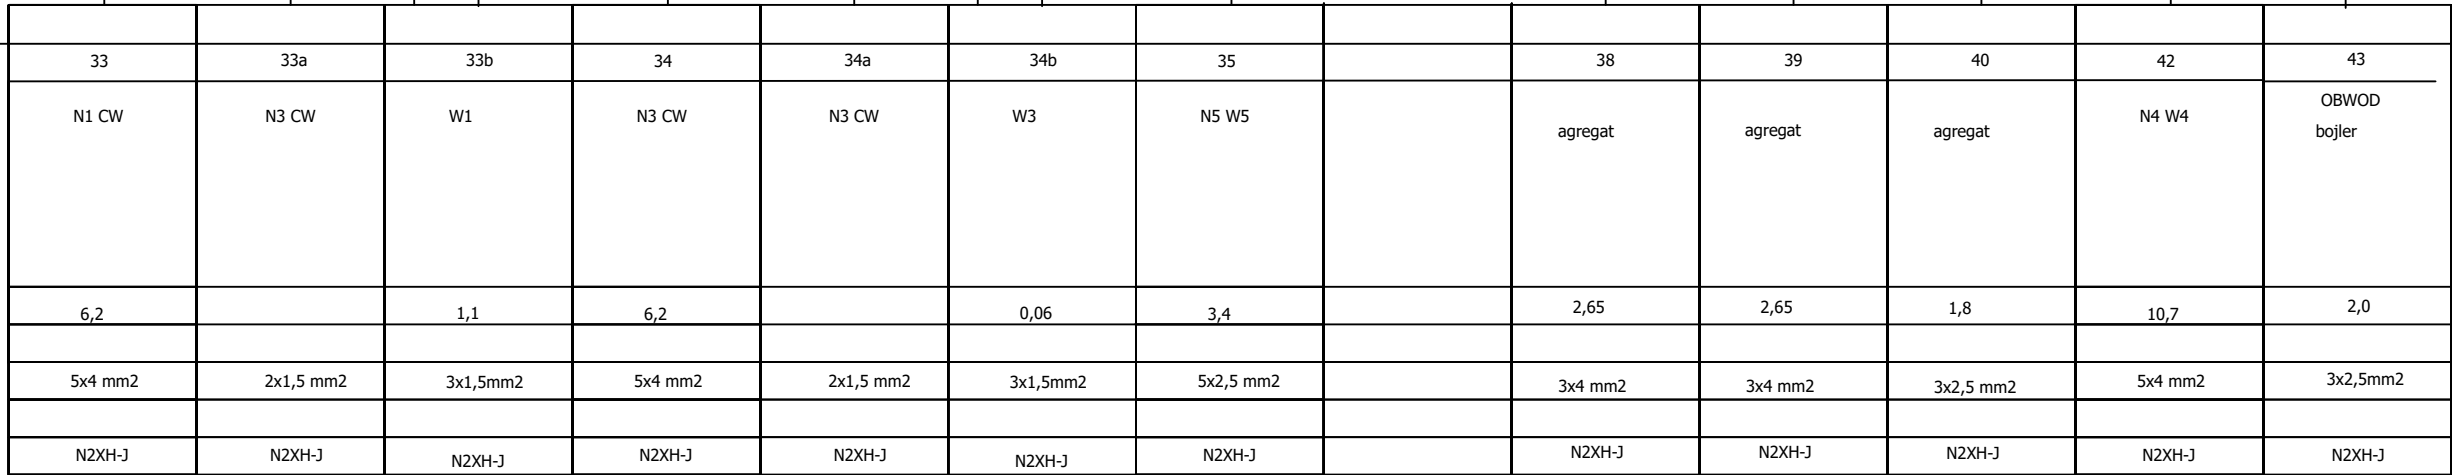 33 33a 33b 34 34a 34b 35 38 39 40 42 43
N1 CW N3 CW W1 N3 CW N3 CW W3 N5 W5 agregat agregat agregat N4 W4 OBWOD
bojler
6,2 1,1 6,2 0,06 3,4 2,65 2,65 1,8 10,7 2,0
5x4 mm2 2x1,5 mm2 3x1,5mm2 5x4 mm2 2x1,5 mm2 3x1,5mm2 5x2,5 mm2 3x4 mm2 3x4 mm2 3x2,5 mm2 5x4 mm2 3x2,5mm2
N2XH-J N2XH-J N2XH-J N2XH-J N2XH-J N2XH-J N2XH-J N2XH-J N2XH-J N2XH-J N2XH-J N2XH-J